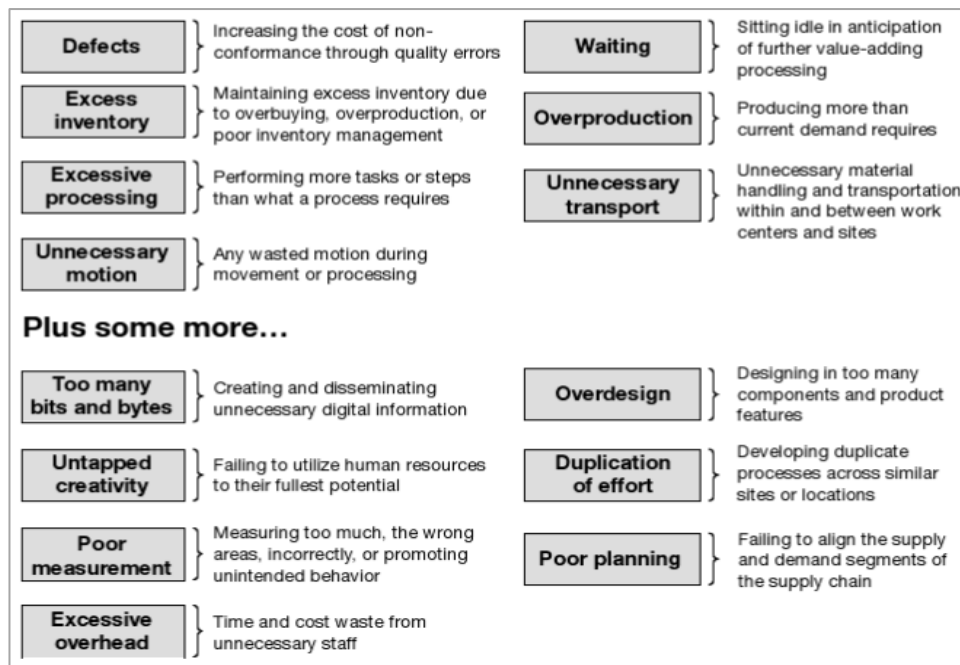 Defects
Increasing the cost of non-
conformance through quality errors
Waiting
Sitting idle in anticipation
of further value-adding
processing
Excess
inventory
Maintaining excess inventory due
to overbuying, overproduction, or
poor inventory management
Overproduction
Producing more than
current demand requires
Excessive
processing
Performing more tasks or steps
than what a process requires
Unnecessary
transport
Unnecessary material
handling and transportation
within and between work
centers and sites
Unnecessary
motion
Any wasted motion during
movement or processing
Plus some more...
Too many
bits and bytes
Creating and disseminating
unnecessary digital information
Overdesign
Designing in too many
components and product
features
Untapped
creativity
Failing to utilize human resources
to their fullest potential
Duplication
of effort
Developing duplicate
processes across similar
sites or locations
Poor
measurement
Measuring too much, the wrong
areas, incorrectly, or promoting
unintended behavior
Poor planning
Failing to align the supply
and demand segments of
the supply chain
Excessive
overhead
Time and cost waste from
unnecessary staff